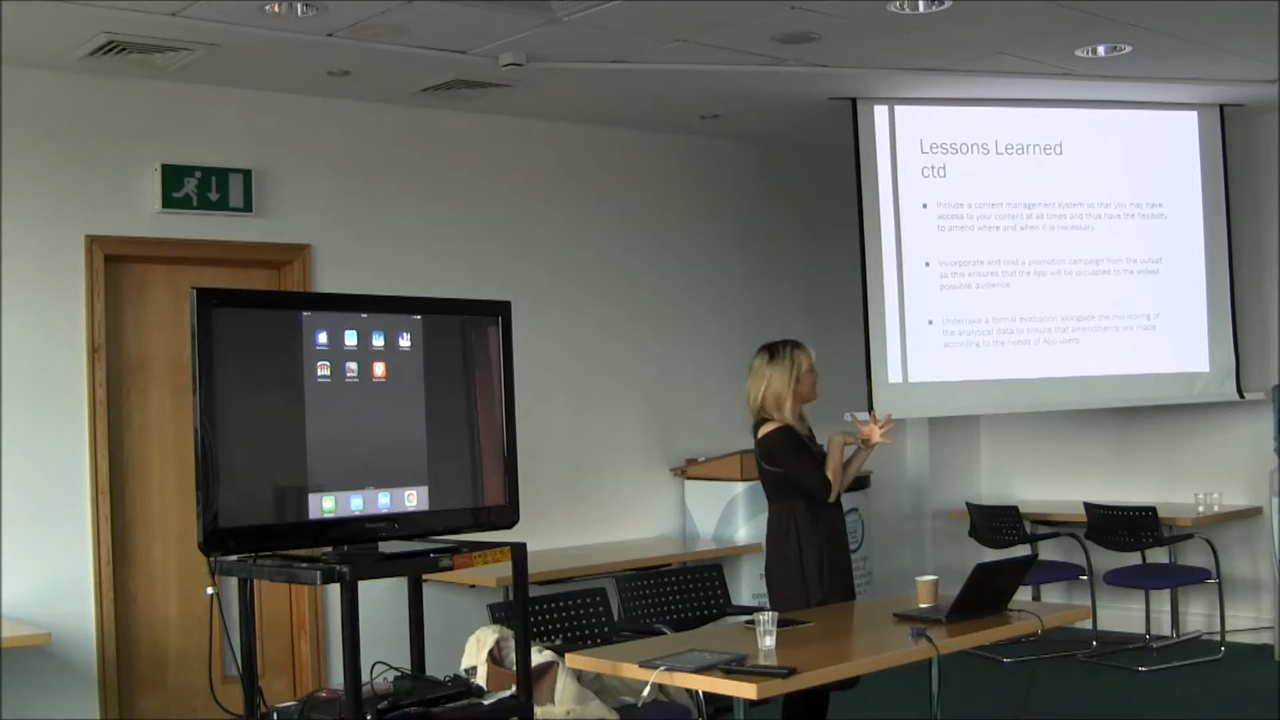 Lessons Learned
ctd
Include a content management system so that you may have
access to your content at all times and thus have the flexibility
to amend where and when it is necessary
Incorporate and cost a promotion campaign from the outset
as this ensures that the App will be circulated to the widest
possible audience
Undertake a formal evaluation alongside the monitoring of
the analytical data to ensure that amendments are made
according to the needs of App users
Panasonic